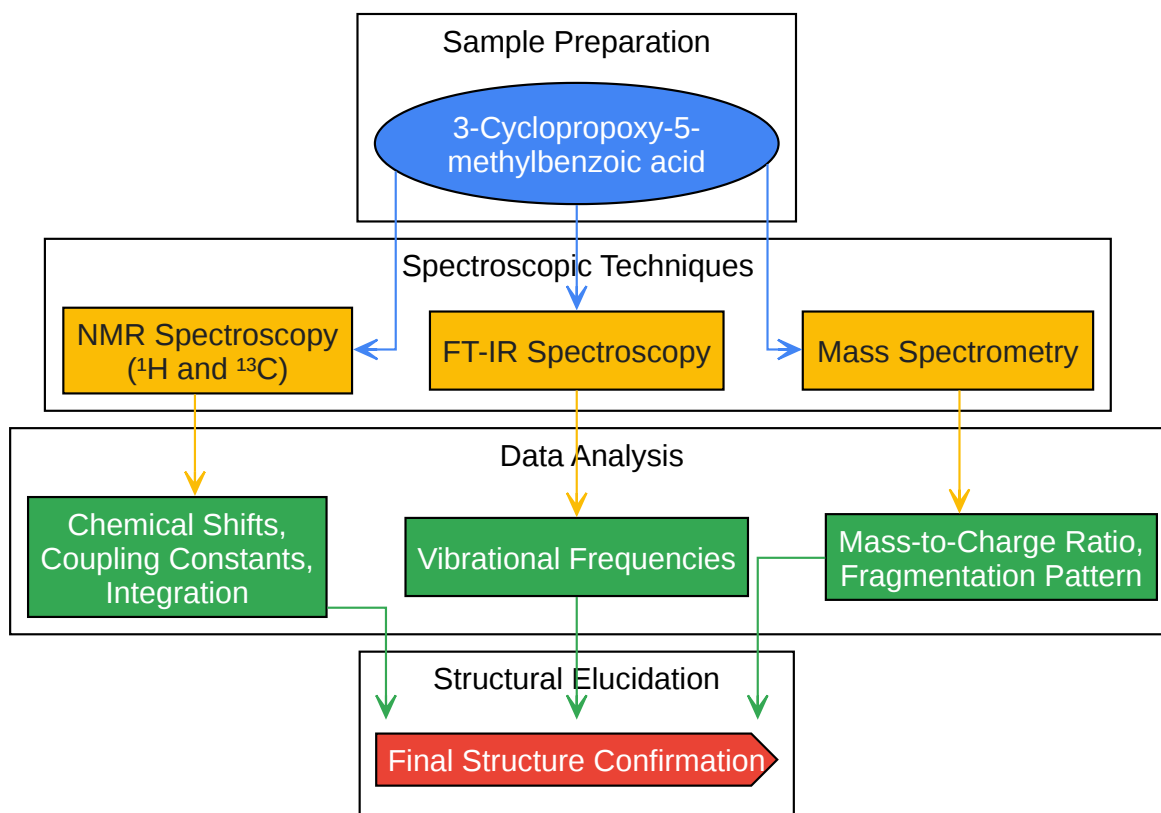 Sample Preparation
3-Cyclopropoxy-5-
methylbenzoic acid
Spectroscopic Techniques
NMR Spectroscopy
(¹H and ¹³C)
FT-IR Spectroscopy
Mass Spectrometry
Data Analysis
Chemical Shifts,
Coupling Constants,
Integration
Vibrational Frequencies
Mass-to-Charge Ratio,
Fragmentation Pattern
Structural Elucidation
Final Structure Confirmation